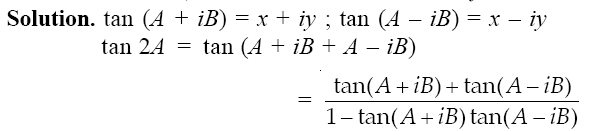 Solution. tan (A + iB) = x + iy ; tan (A – iB) = x – iy
tan 2A = tan (A + iB + A – iB)
= tan(A + iB) + tan(A – iB) / 1 – tan(A + iB) tan(A – iB)